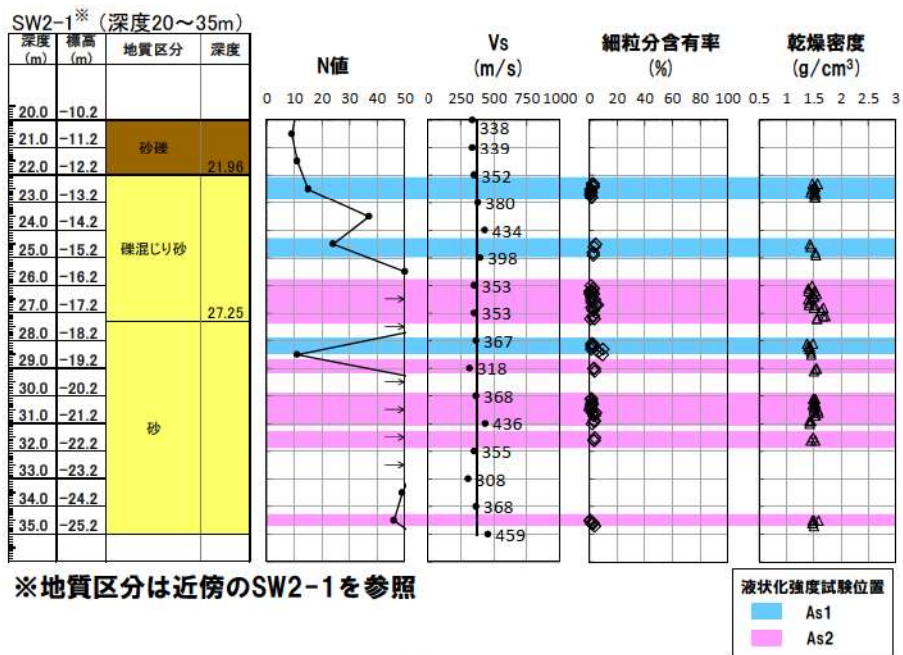 SW2-1※ (深度20～35m)
深度(m) 標高(m) 地質区分 深度
N値
Vs (m/s)
細粒分含有率 (%)
乾燥密度 (g/cm³)
0 10 20 30 40 50
0 250 500 750 1000
0 20 40 60 80 100
0.5 1 1.5 2 2.5 3
20.0 -10.2
21.0 -11.2
22.0 -12.2
23.0 -13.2
24.0 -14.2
25.0 -15.2
26.0 -16.2
27.0 -17.2
28.0 -18.2
29.0 -19.2
30.0 -20.2
31.0 -21.2
32.0 -22.2
33.0 -23.2
34.0 -24.2
35.0 -25.2
砂礫
21.96
礫混じり砂
27.25
砂
338
339
352
380
434
398
353
353
367
318
368
436
355
308
368
459
※地質区分は近傍のSW2-1を参照
液状化強度試験位置
As1
As2